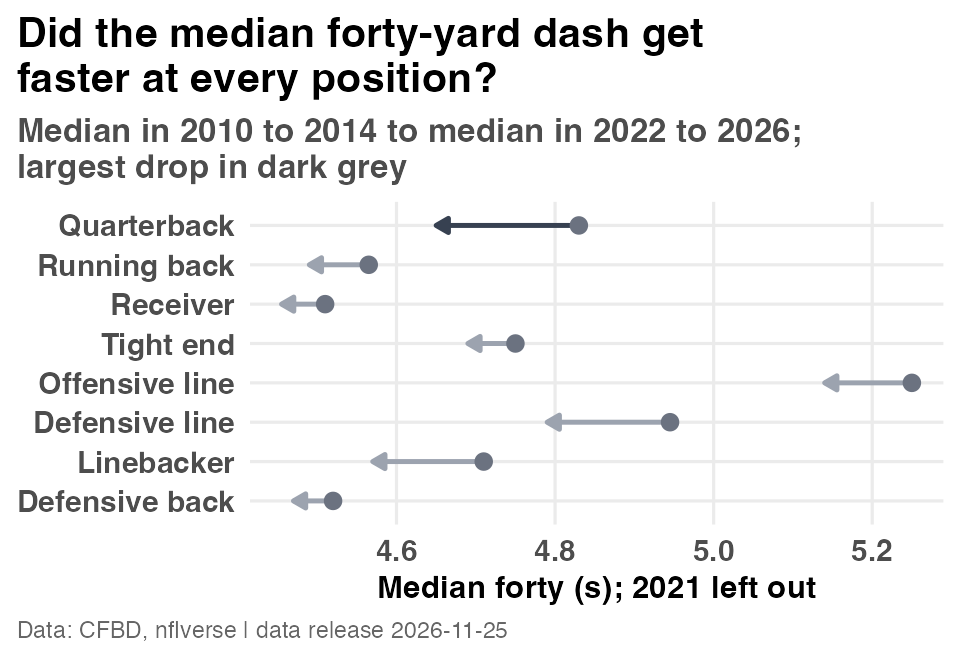 Did the median forty-yard dash get
faster at every position?
Median in 2010 to 2014 to median in 2022 to 2026;
largest drop in dark grey
Quarterback
Running back
Receiver
Tight end
Offensive line
Defensive line
Linebacker
Defensive back
4.6 4.8 5.0 5.2
Median forty (s); 2021 left out
Data: CFBD, nflverse | data release 2026-11-25